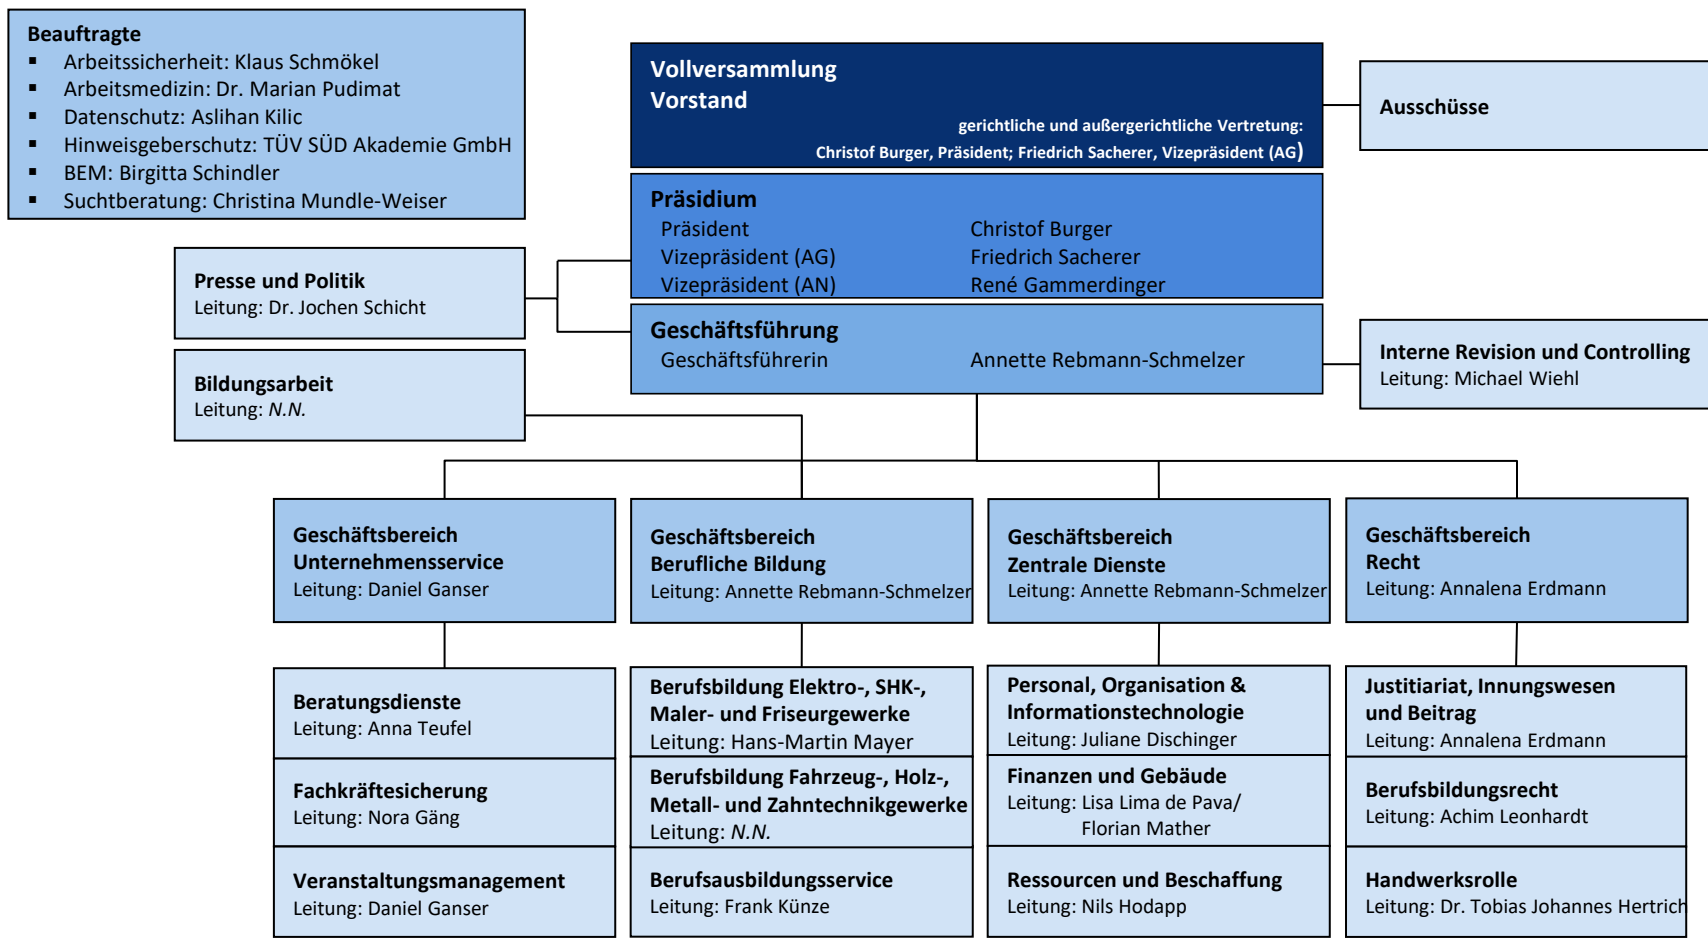 Beauftragte
▪ Arbeitssicherheit: Klaus Schmökel
▪ Arbeitsmedizin: Dr. Marian Pudimat
▪ Datenschutz: Aslihan Kilic
▪ Hinweisgeberschutz: TÜV SÜD Akademie GmbH
▪ BEM: Birgitta Schindler
▪ Suchtberatung: Christina Mundle-Weiser
Vollversammlung
Vorstand
gerichtliche und außergerichtliche Vertretung:
Christof Burger, Präsident; Friedrich Sacherer, Vizepräsident (AG)
Ausschüsse
Präsidium
Präsident Christof Burger
Vizepräsident (AG) Friedrich Sacherer
Vizepräsident (AN) René Gammerdinger
Presse und Politik
Leitung: Dr. Jochen Schicht
Geschäftsführung
Geschäftsführerin Annette Rebmann-Schmelzer
Interne Revision und Controlling
Leitung: Michael Wiehl
Bildungsarbeit
Leitung: N.N.
Geschäftsbereich
Unternehmensservice
Leitung: Daniel Ganser
Geschäftsbereich
Berufliche Bildung
Leitung: Annette Rebmann-Schmelzer
Geschäftsbereich
Zentrale Dienste
Leitung: Annette Rebmann-Schmelzer
Geschäftsbereich
Recht
Leitung: Annalena Erdmann
Beratungsdienste
Leitung: Anna Teufel
Fachkräftesicherung
Leitung: Nora Gäng
Veranstaltungsmanagement
Leitung: Daniel Ganser
Berufsbildung Elektro-, SHK-,
Maler- und Friseurgewerke
Leitung: Hans-Martin Mayer
Berufsbildung Fahrzeug-, Holz-,
Metall- und Zahntechnikgewerke
Leitung: N.N.
Berufsausbildungsservice
Leitung: Frank Künze
Personal, Organisation &
Informationstechnologie
Leitung: Juliane Dischinger
Finanzen und Gebäude
Leitung: Lisa Lima de Pava/
Florian Mather
Ressourcen und Beschaffung
Leitung: Nils Hodapp
Justitiariat, Innungswesen
und Beitrag
Leitung: Annalena Erdmann
Berufsbildungsrecht
Leitung: Achim Leonhardt
Handwerksrolle
Leitung: Dr. Tobias Johannes Hertrich